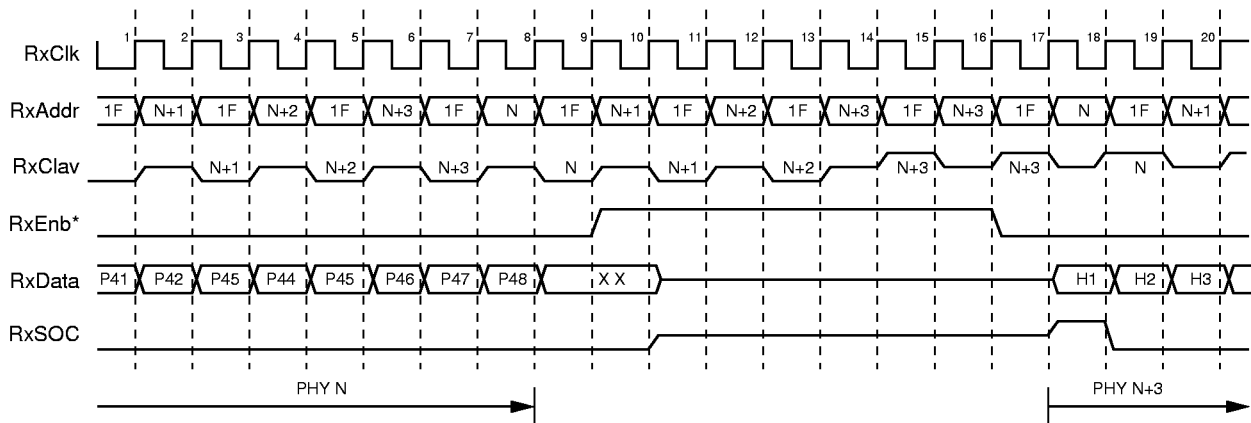 RxClk 1 2 3 4 5 6 7 8 9 10 11 12 13 14 15 16 17 18 19 20
RxAddr 1F N+1 1F N+2 1F N+3 1F N 1F N+1 1F N+2 1F N+3 1F N+3 1F N 1F N+1
RxClav N+1 N+2 N+3 N N+1 N+2 N+3 N+3 N
RxEnb*
RxData P41 P42 P45 P44 P45 P46 P47 P48 X X H1 H2 H3
RxSOC
PHY N PHY N+3